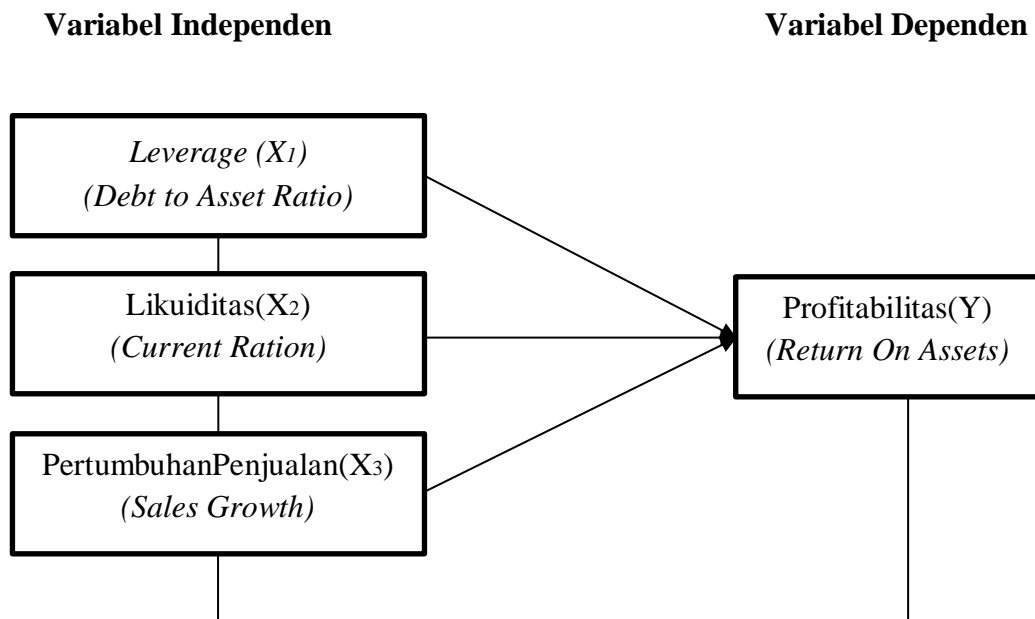 Variabel Independen
Variabel Dependen
Leverage (X1)
(Debt to Asset Ratio)
Likuiditas(X2)
(Current Ration)
Profitabilitas(Y)
(Return On Assets)
PertumbuhanPenjualan(X3)
(Sales Growth)